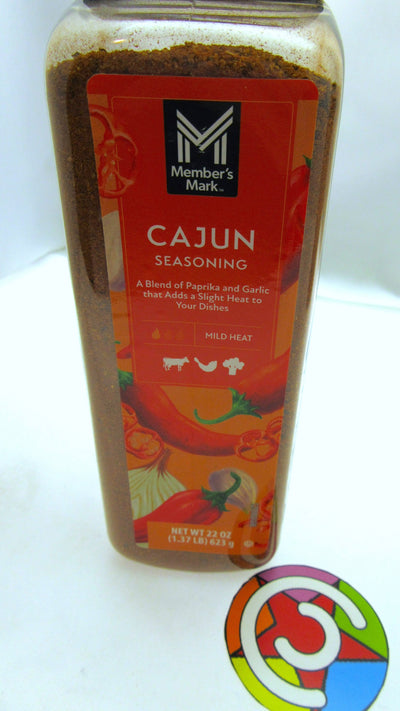 Member's
Mark™
CAJUN
SEASONING
A Blend of Paprika and Garlic
that Adds a Slight Heat to
Your Dishes
MILD HEAT
NET WT 22 OZ
(1.37 LB) 623 g